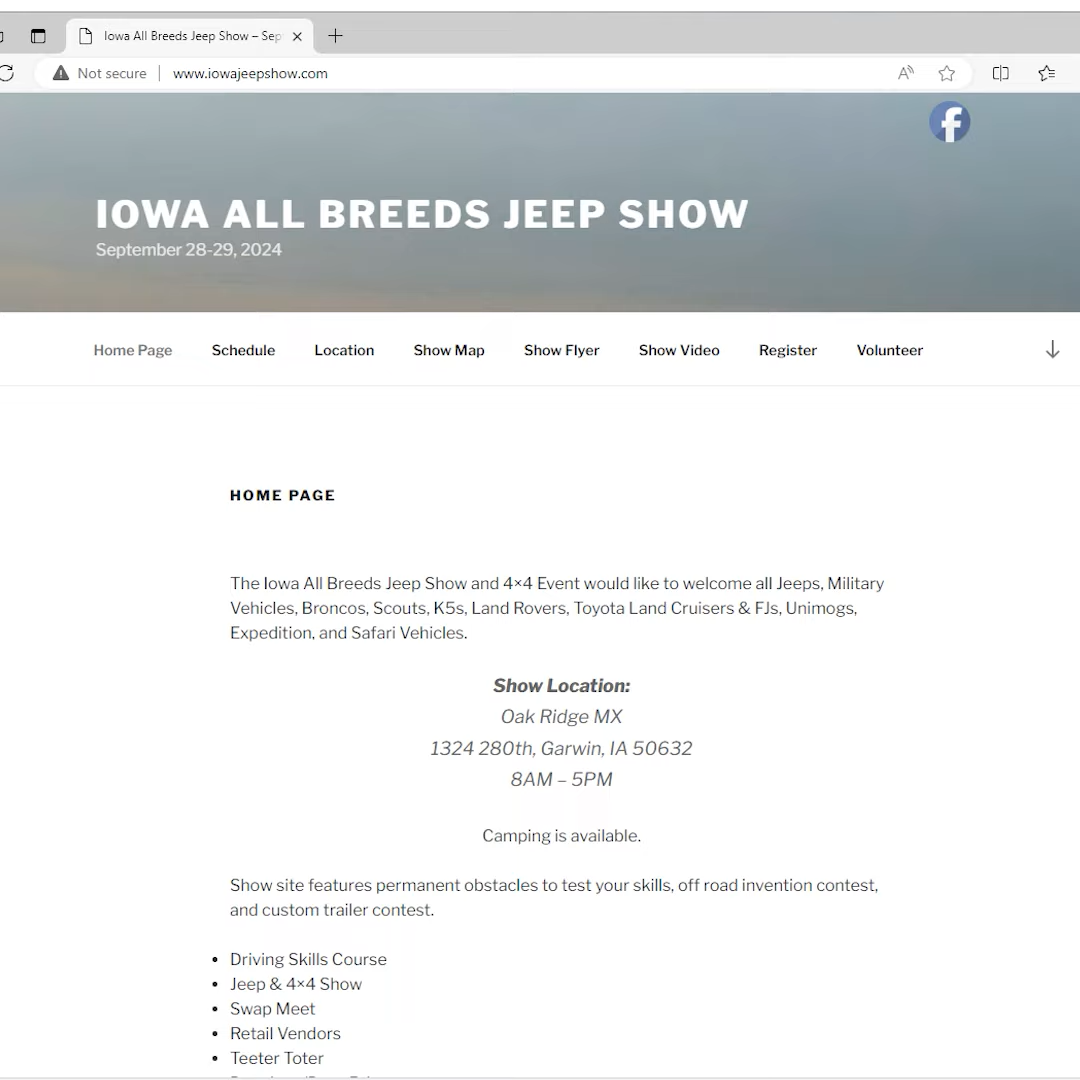 Iowa All Breeds Jeep Show – Sep
Not secure
www.iowajeepshow.com
IOWA ALL BREEDS JEEP SHOW
September 28-29, 2024
Home Page Schedule Location Show Map Show Flyer Show Video Register Volunteer
HOME PAGE
The Iowa All Breeds Jeep Show and 4×4 Event would like to welcome all Jeeps, Military
Vehicles, Broncos, Scouts, K5s, Land Rovers, Toyota Land Cruisers & FJs, Unimogs,
Expedition, and Safari Vehicles.
Show Location:
Oak Ridge MX
1324 280th, Garwin, IA 50632
8AM – 5PM
Camping is available.
Show site features permanent obstacles to test your skills, off road invention contest,
and custom trailer contest.
• Driving Skills Course
• Jeep & 4×4 Show
• Swap Meet
• Retail Vendors
• Teeter Toter